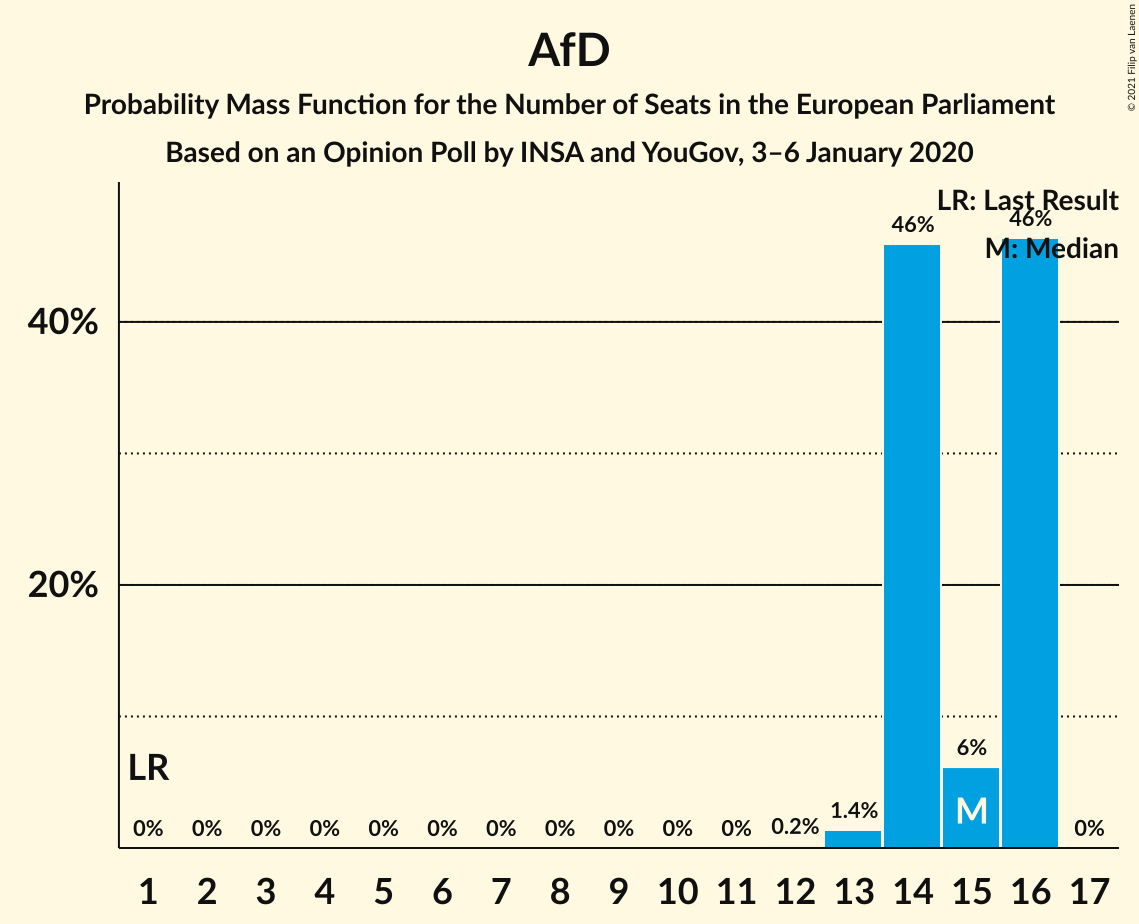 AfD
Probability Mass Function for the Number of Seats in the European Parliament
Based on an Opinion Poll by INSA and YouGov, 3–6 January 2020
© 2021 Filip van Laenen
LR: Last Result
M: Median
46% 46%
40%
20%
6%
LR
M
0% 0% 0% 0% 0% 0% 0% 0% 0% 0% 0% 0.2% 1.4% 0%
1 2 3 4 5 6 7 8 9 10 11 12 13 14 15 16 17